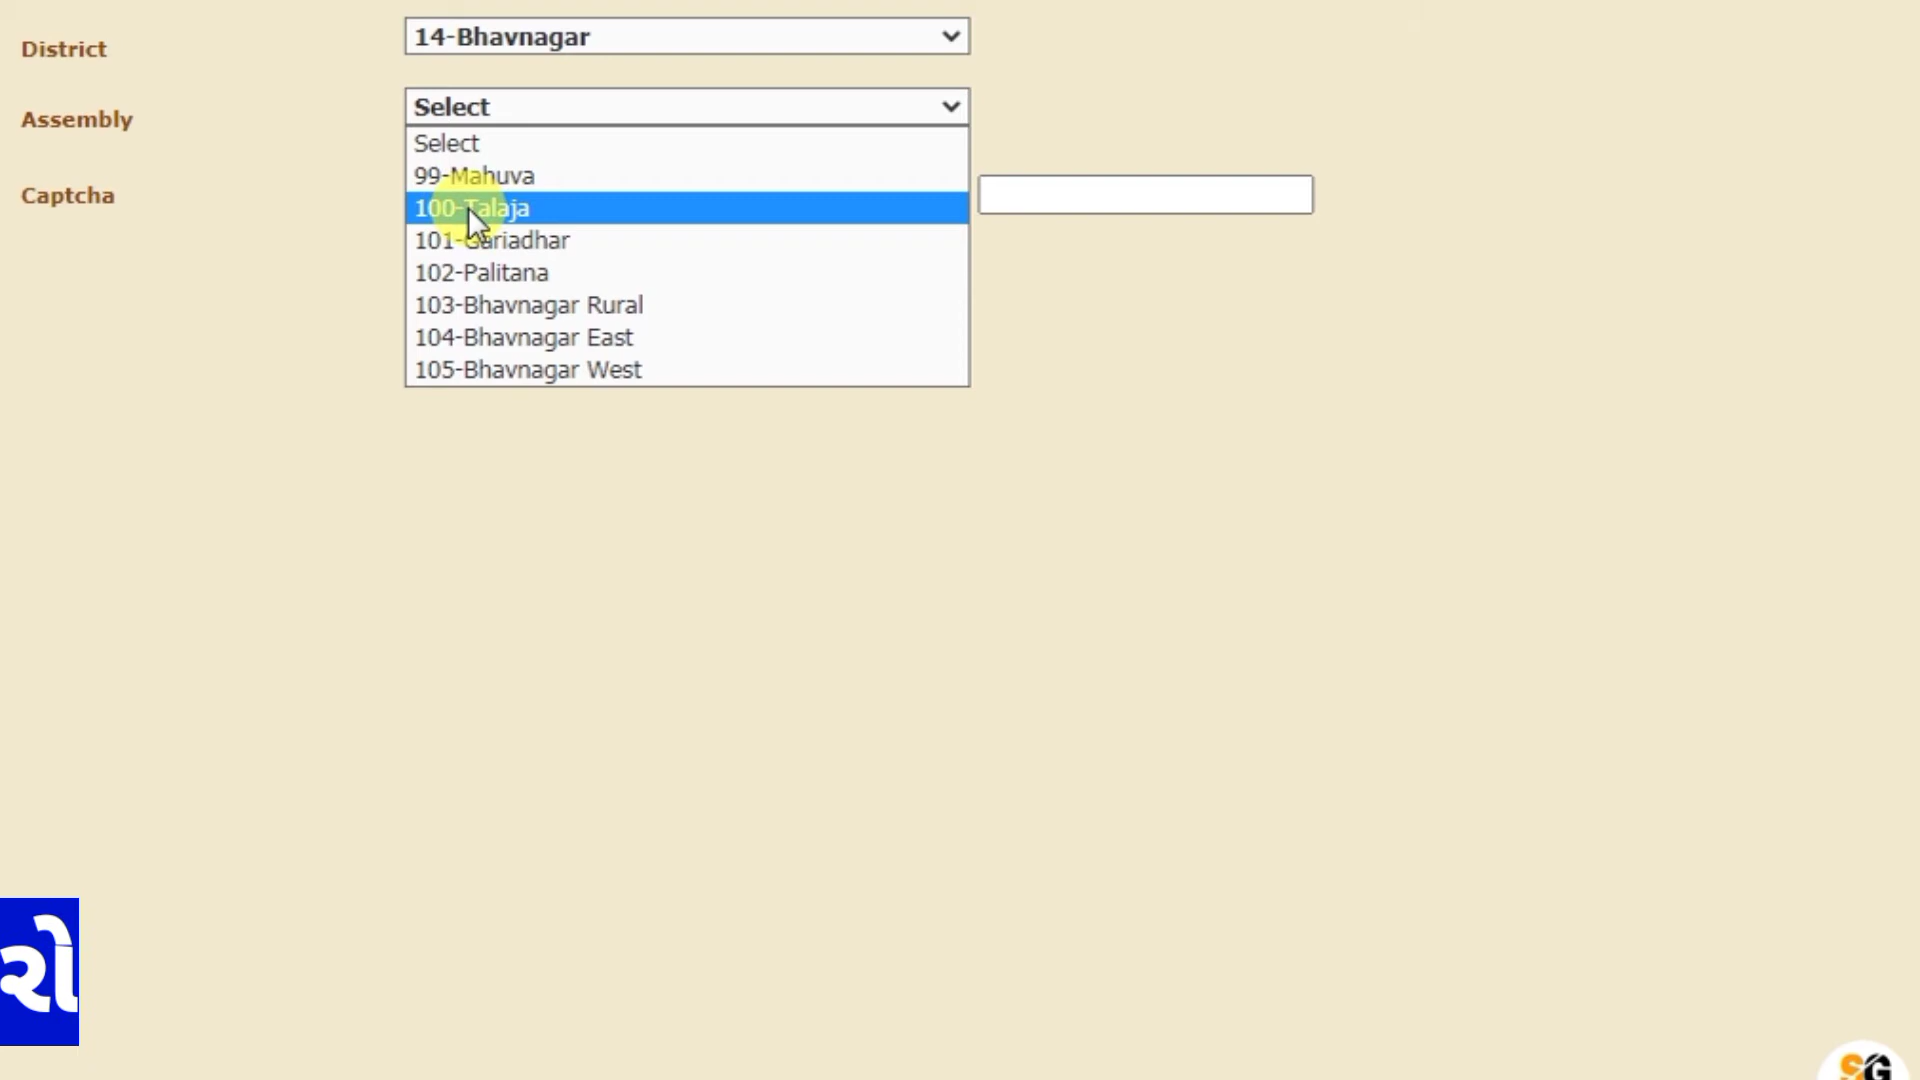 District
14-Bhavnagar
Assembly
Select
Select
99-Mahuva
100-Talaja
101-Gariadhar
102-Palitana
103-Bhavnagar Rural
104-Bhavnagar East
105-Bhavnagar West
Captcha
રો
SG